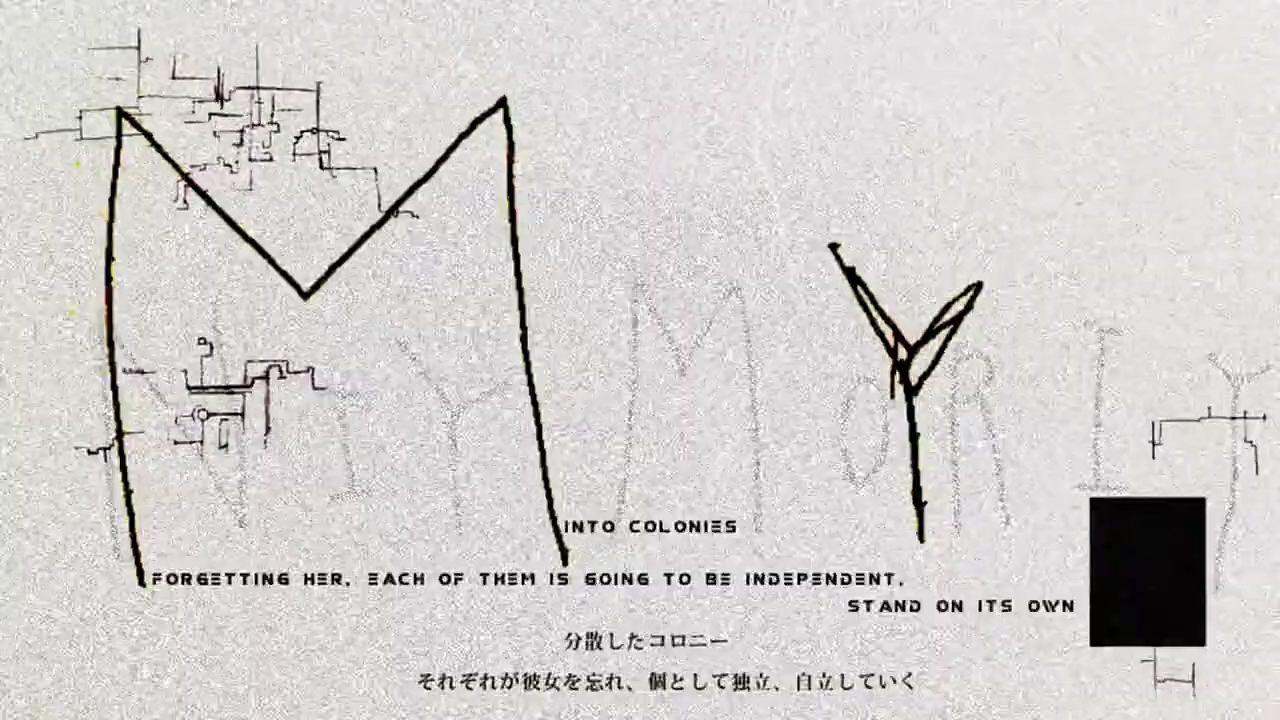 M Y
MY MORI Y
INTO COLONIES
FORGETTING HER, EACH OF THEM IS GOING TO BE INDEPENDENT,
STAND ON ITS OWN
分散したコロニー
それぞれが彼女を忘れ、個として独立、自立していく